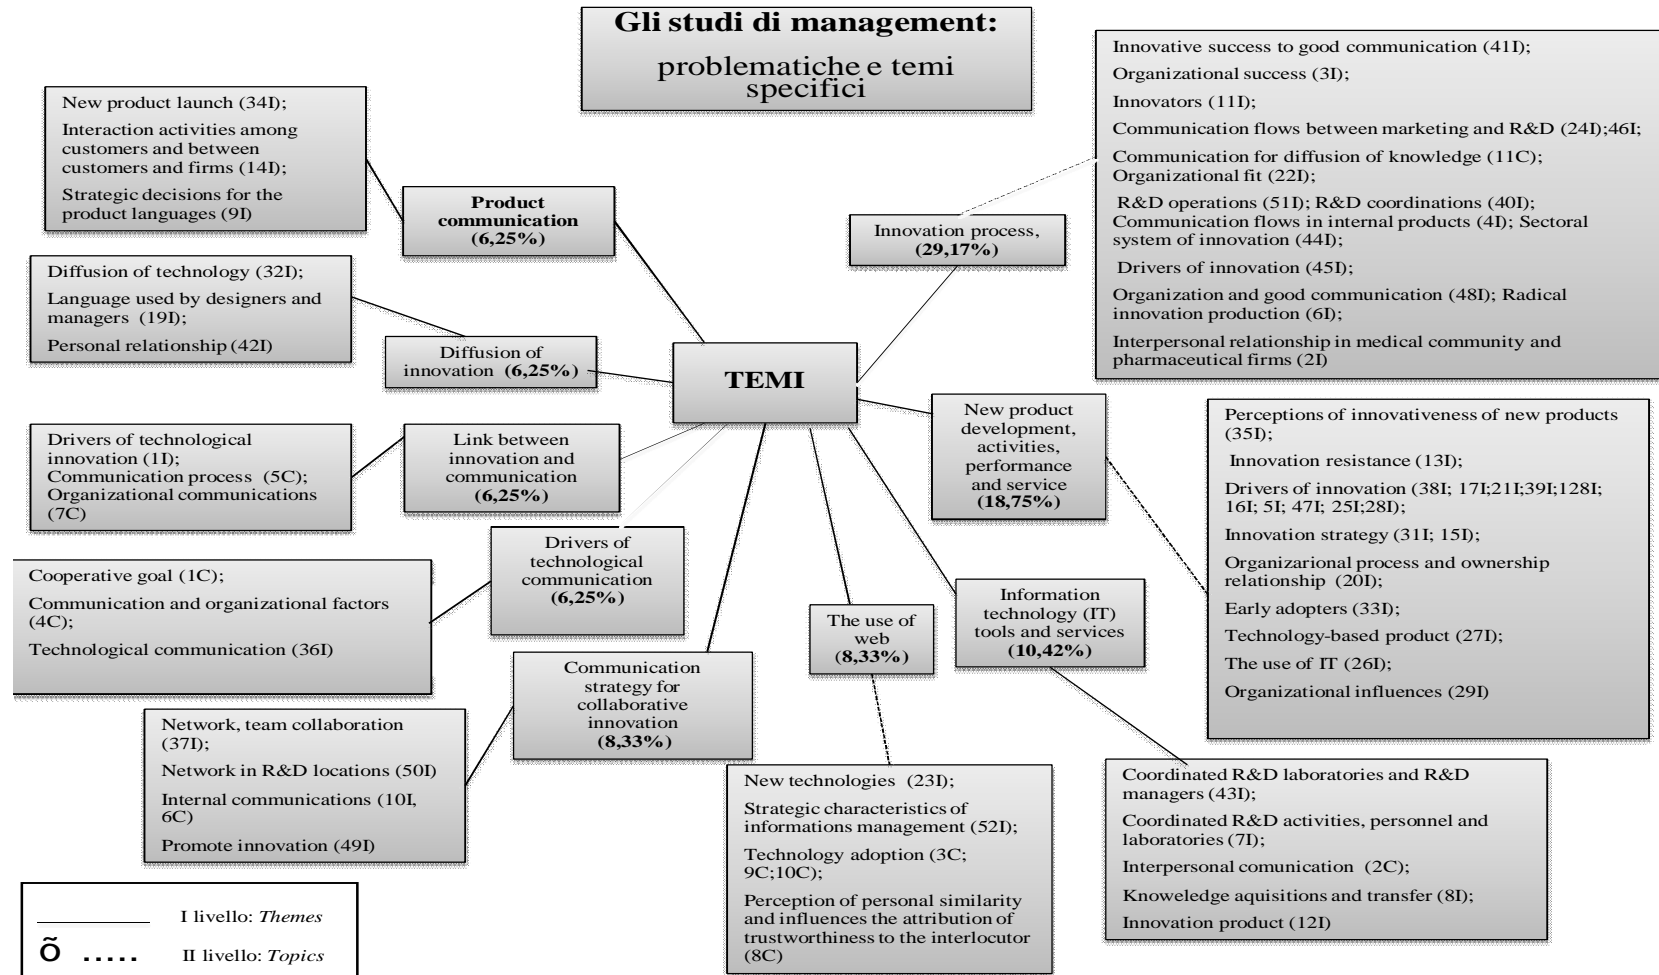 Gli studi di management:
problematiche e temi
specifici
New product launch (34I);
Interaction activities among
customers and between
customers and firms (14I);
Strategic decisions for the
product languages (9I)
Product
communication
(6,25%)
Diffusion of technology (32I);
Language used by designers and
managers (19I);
Personal relationship (42I)
Diffusion of
innovation (6,25%)
Drivers of technological
innovation (1I);
Communication process (5C);
Organizational communications
(7C)
Link between
innovation and
communication
(6,25%)
Cooperative goal (1C);
Communication and organizational factors
(4C);
Technological communication (36I)
Drivers of
technological
communication
(6,25%)
Network, team collaboration
(37I);
Network in R&D locations (50I)
Internal communications (10I,
6C)
Promote innovation (49I)
Communication
strategy for
collaborative
innovation
(8,33%)
TEMI
Innovation process,
(29,17%)
Innovative success to good communication (41I);
Organizational success (3I);
Innovators (11I);
Communication flows between marketing and R&D (24I);46I;
Communication for diffusion of knowledge (11C);
Organizational fit (22I);
R&D operations (51I); R&D coordinations (40I);
Communication flows in internal products (4I); Sectoral
system of innovation (44I);
Drivers of innovation (45I);
Organization and good communication (48I); Radical
innovation production (6I);
Interpersonal relationship in medical community and
pharmaceutical firms (2I)
New product
development,
activities,
performance
and service
(18,75%)
Perceptions of innovativeness of new products
(35I);
Innovation resistance (13I);
Drivers of innovation (38I; 17I;21I;39I;128I;
16I; 5I; 47I; 25I;28I);
Innovation strategy (31I; 15I);
Organizarional process and ownership
relationship (20I);
Early adopters (33I);
Technology-based product (27I);
The use of IT (26I);
Organizational influences (29I)
Information
technology (IT)
tools and services
(10,42%)
Coordinated R&D laboratories and R&D
managers (43I);
Coordinated R&D activities, personnel and
laboratories (7I);
Interpersonal comunication (2C);
Knoweledge aquisitions and transfer (8I);
Innovation product (12I)
The use of
web
(8,33%)
New technologies (23I);
Strategic characteristics of
informations management (52I);
Technology adoption (3C;
9C;10C);
Perception of personal similarity
and influences the attribution of
trustworthiness to the interlocutor
(8C)
I livello: Themes
Õ ..... II livello: Topics